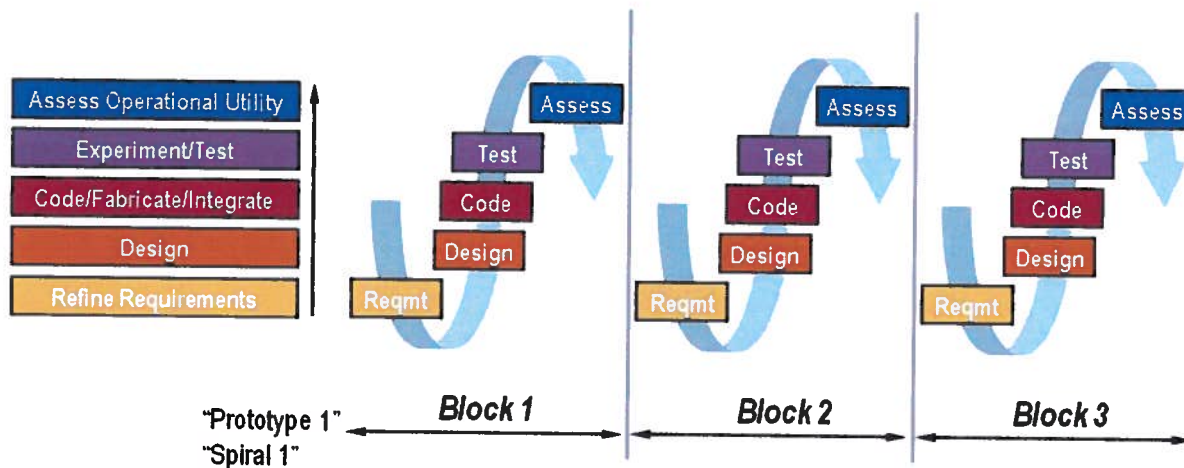 Assess Operational Utility
Experiment/Test
Code/Fabricate/Integrate
Design
Refine Requirements
Assess
Test
Code
Design
Reqmt
Assess
Test
Code
Design
Reqmt
Assess
Test
Code
Design
Reqmt
"Prototype 1"
"Spiral 1"
Block 1
Block 2
Block 3